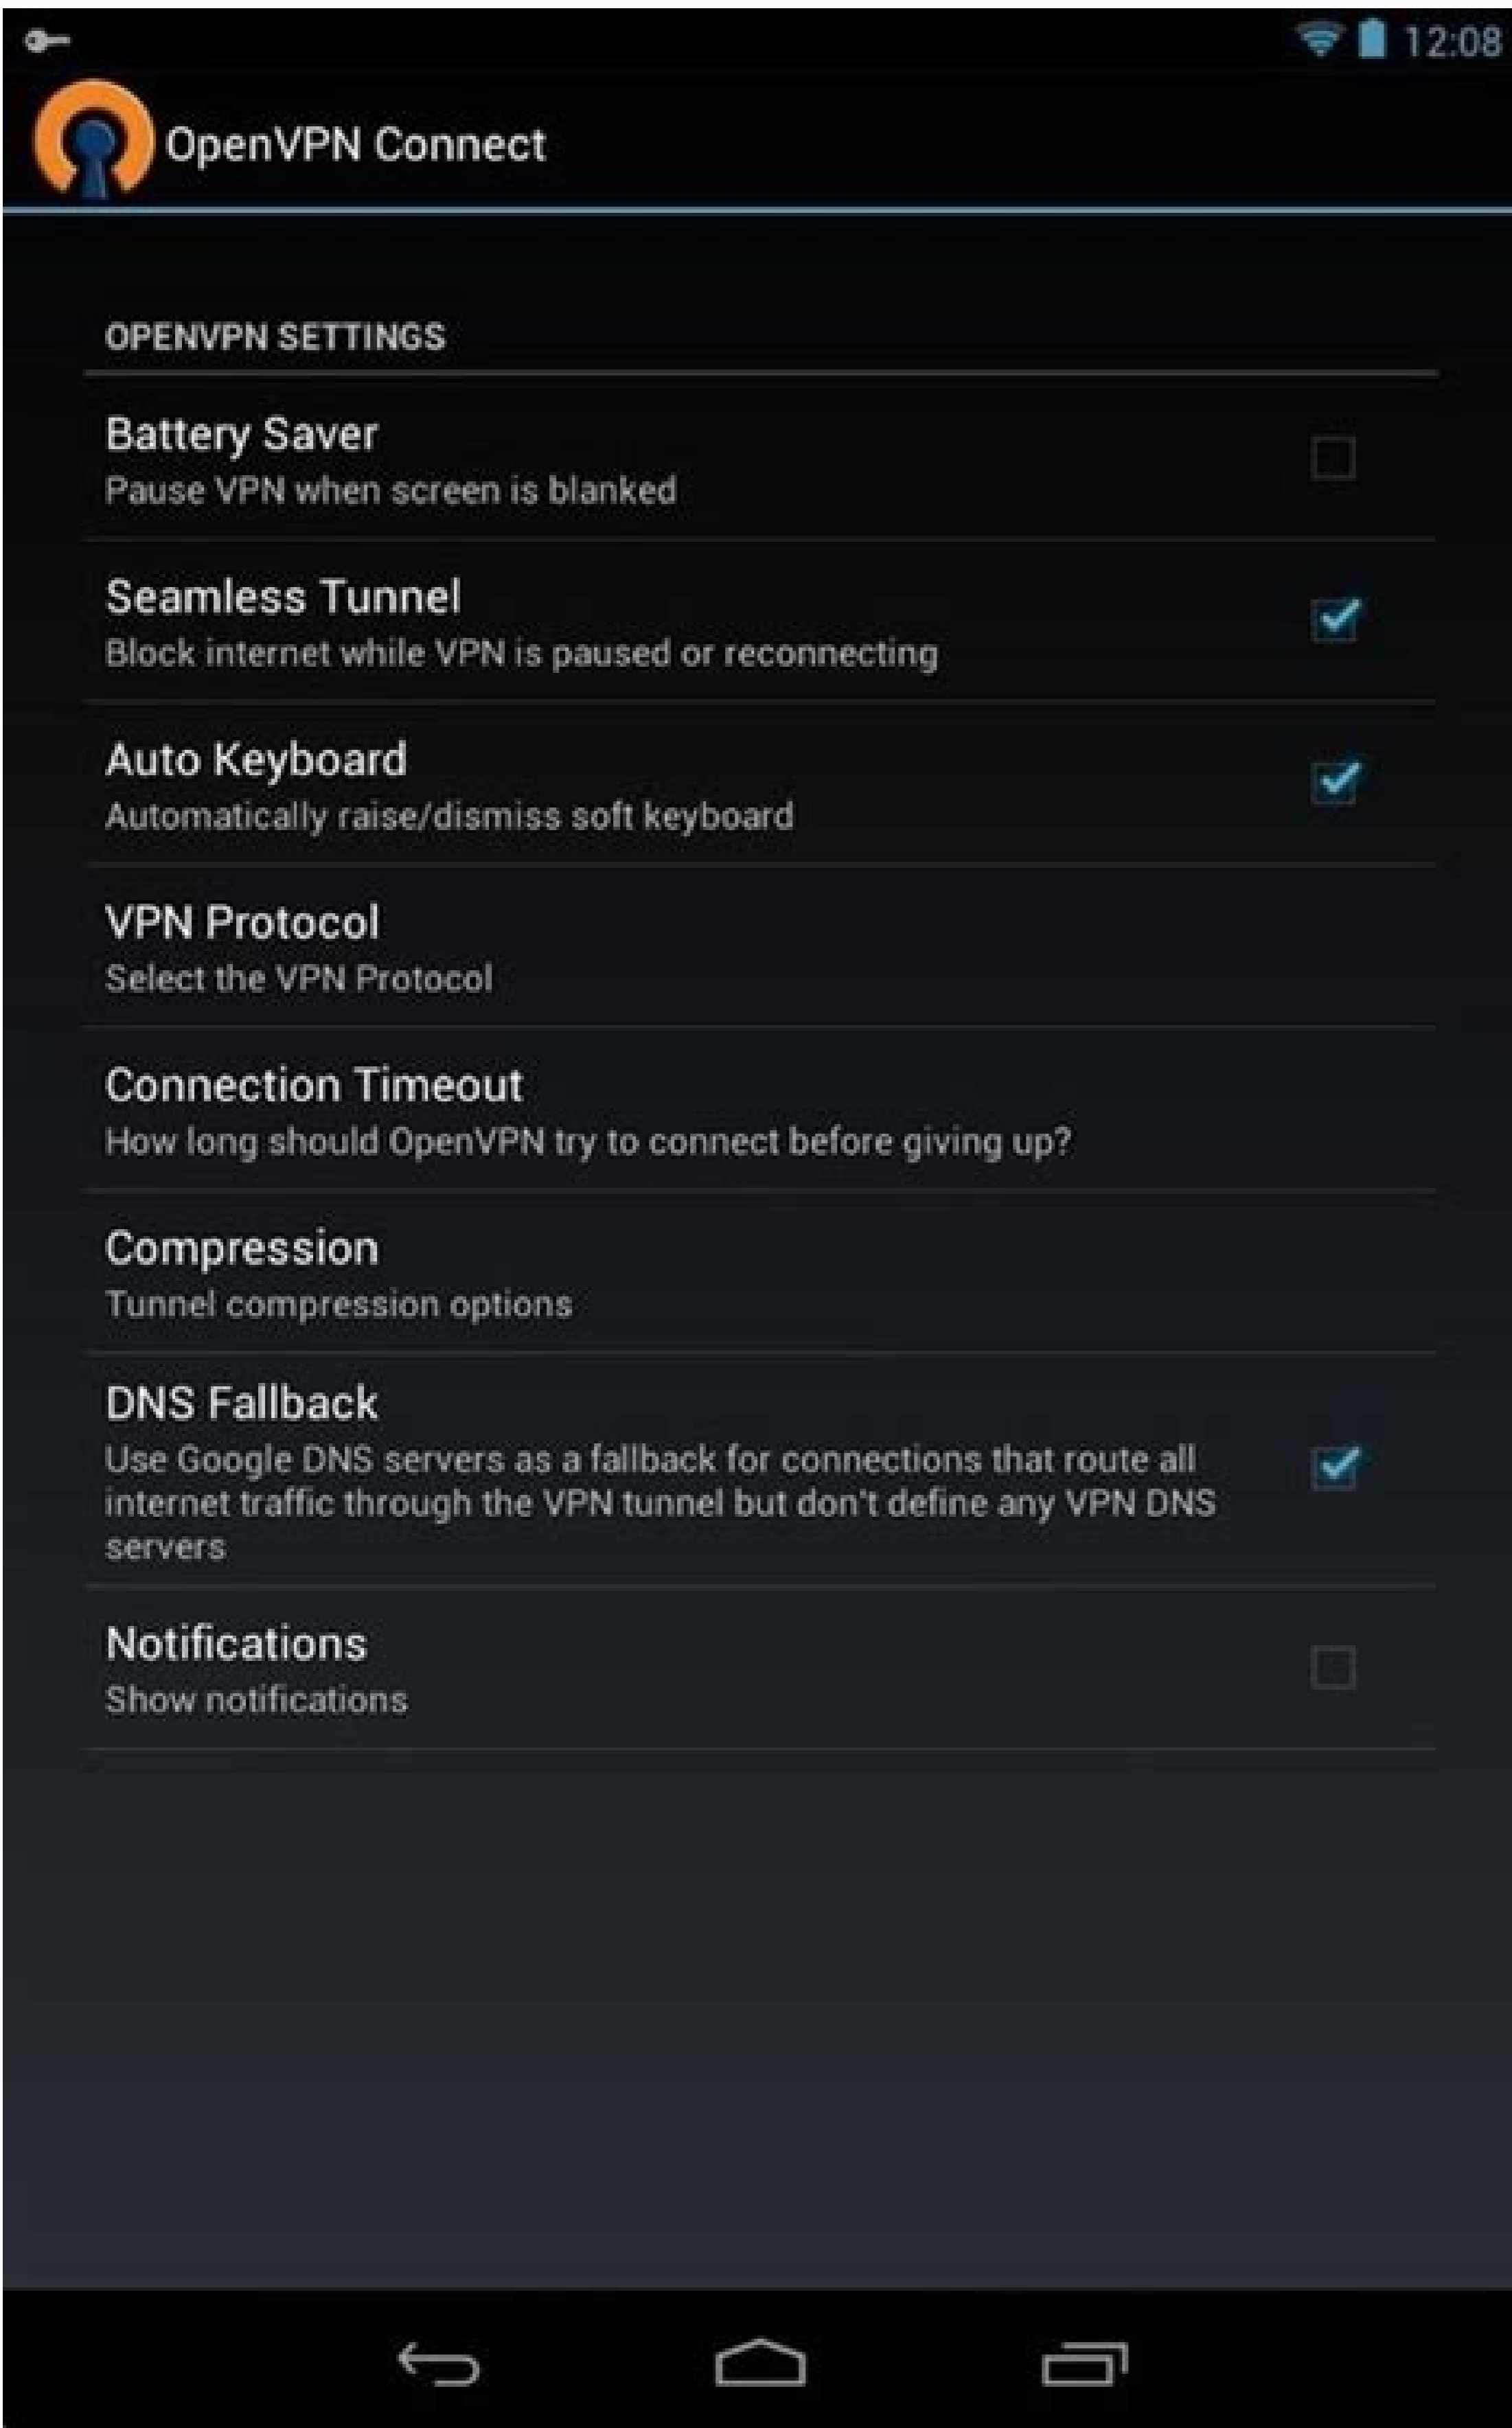 12:08
OpenVPN Connect
OPENVPN SETTINGS
Battery Saver
Pause VPN when screen is blanked
Seamless Tunnel
Block internet while VPN is paused or reconnecting
Auto Keyboard
Automatically raise/dismiss soft keyboard
VPN Protocol
Select the VPN Protocol
Connection Timeout
How long should OpenVPN try to connect before giving up?
Compression
Tunnel compression options
DNS Fallback
Use Google DNS servers as a fallback for connections that route all
internet traffic through the VPN tunnel but don't define any VPN DNS
servers
Notifications
Show notifications